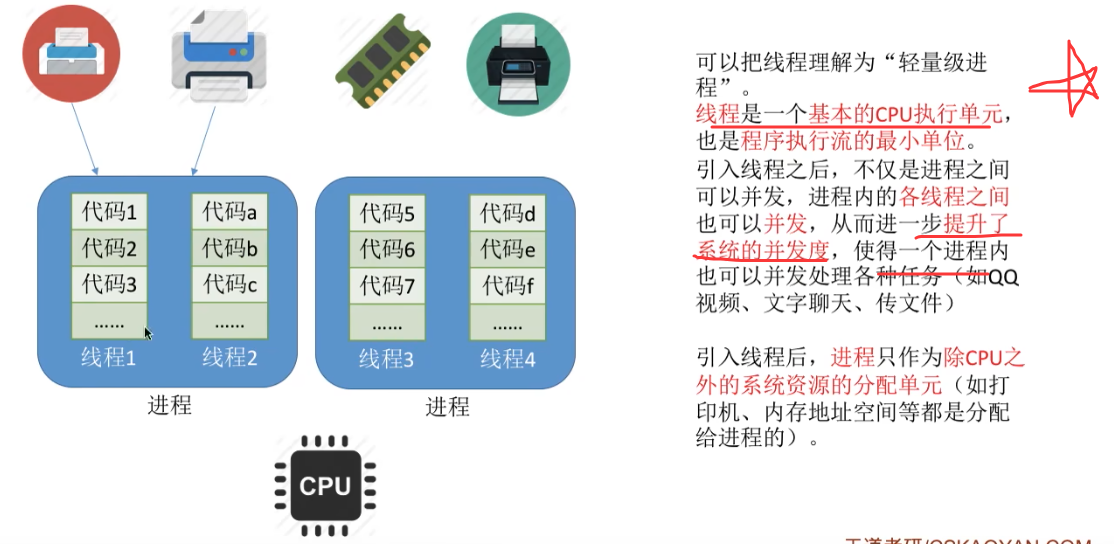 可以把线程理解为“轻量级进
程”。
线程是一个基本的CPU执行单元，
也是程序执行流的最小单位。
引入线程之后，不仅是进程之间
可以并发，进程内的各线程之间
也可以并发，从而进一步提升了
系统的并发度，使得一个进程内
也可以并发处理各种任务（如QQ
视频、文字聊天、传文件）
引入线程后，进程只作为除CPU之
外的系统资源的分配单元（如打
印机、内存地址空间等都是分配
给进程的）。
代码1
代码2
代码3
……
线程1
代码a
代码b
代码c
……
线程2
进程
代码5
代码6
代码7
……
线程3
代码d
代码e
代码f
……
线程4
进程
CPU